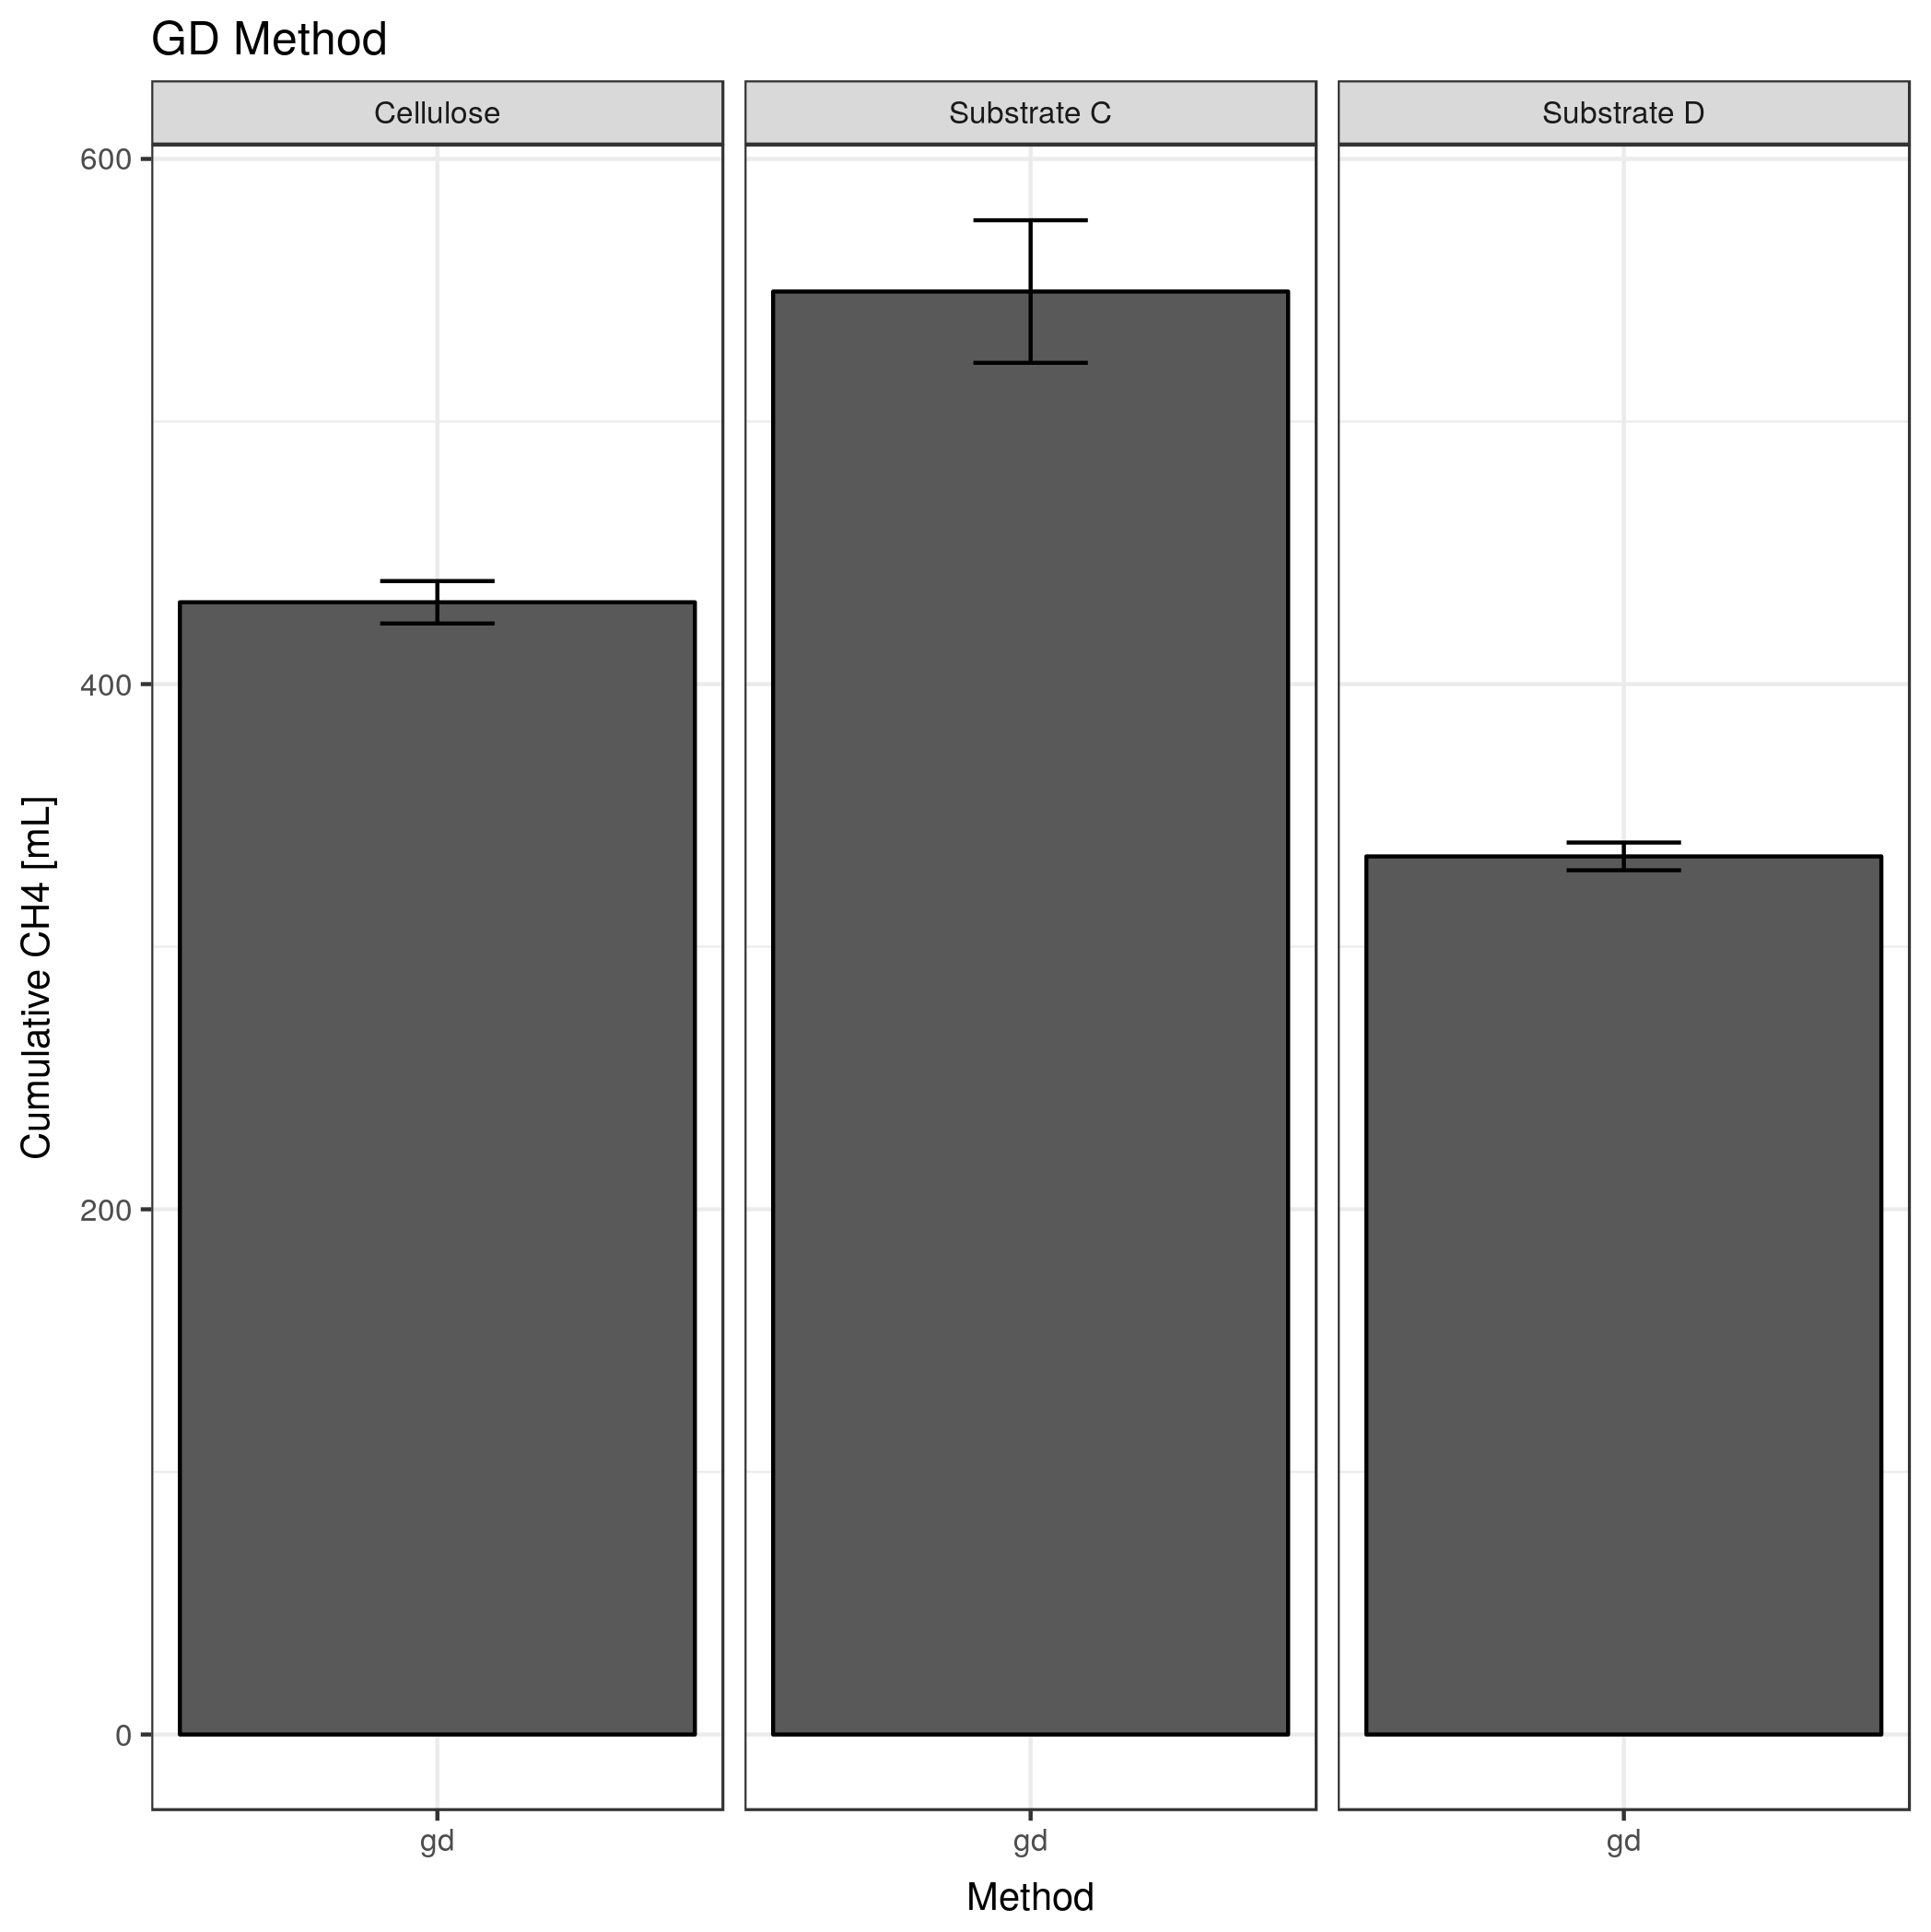 GD Method
Cellulose
Substrate C
Substrate D
600
400
200
0
Cumulative CH4 [mL]
gd
gd
gd
Method